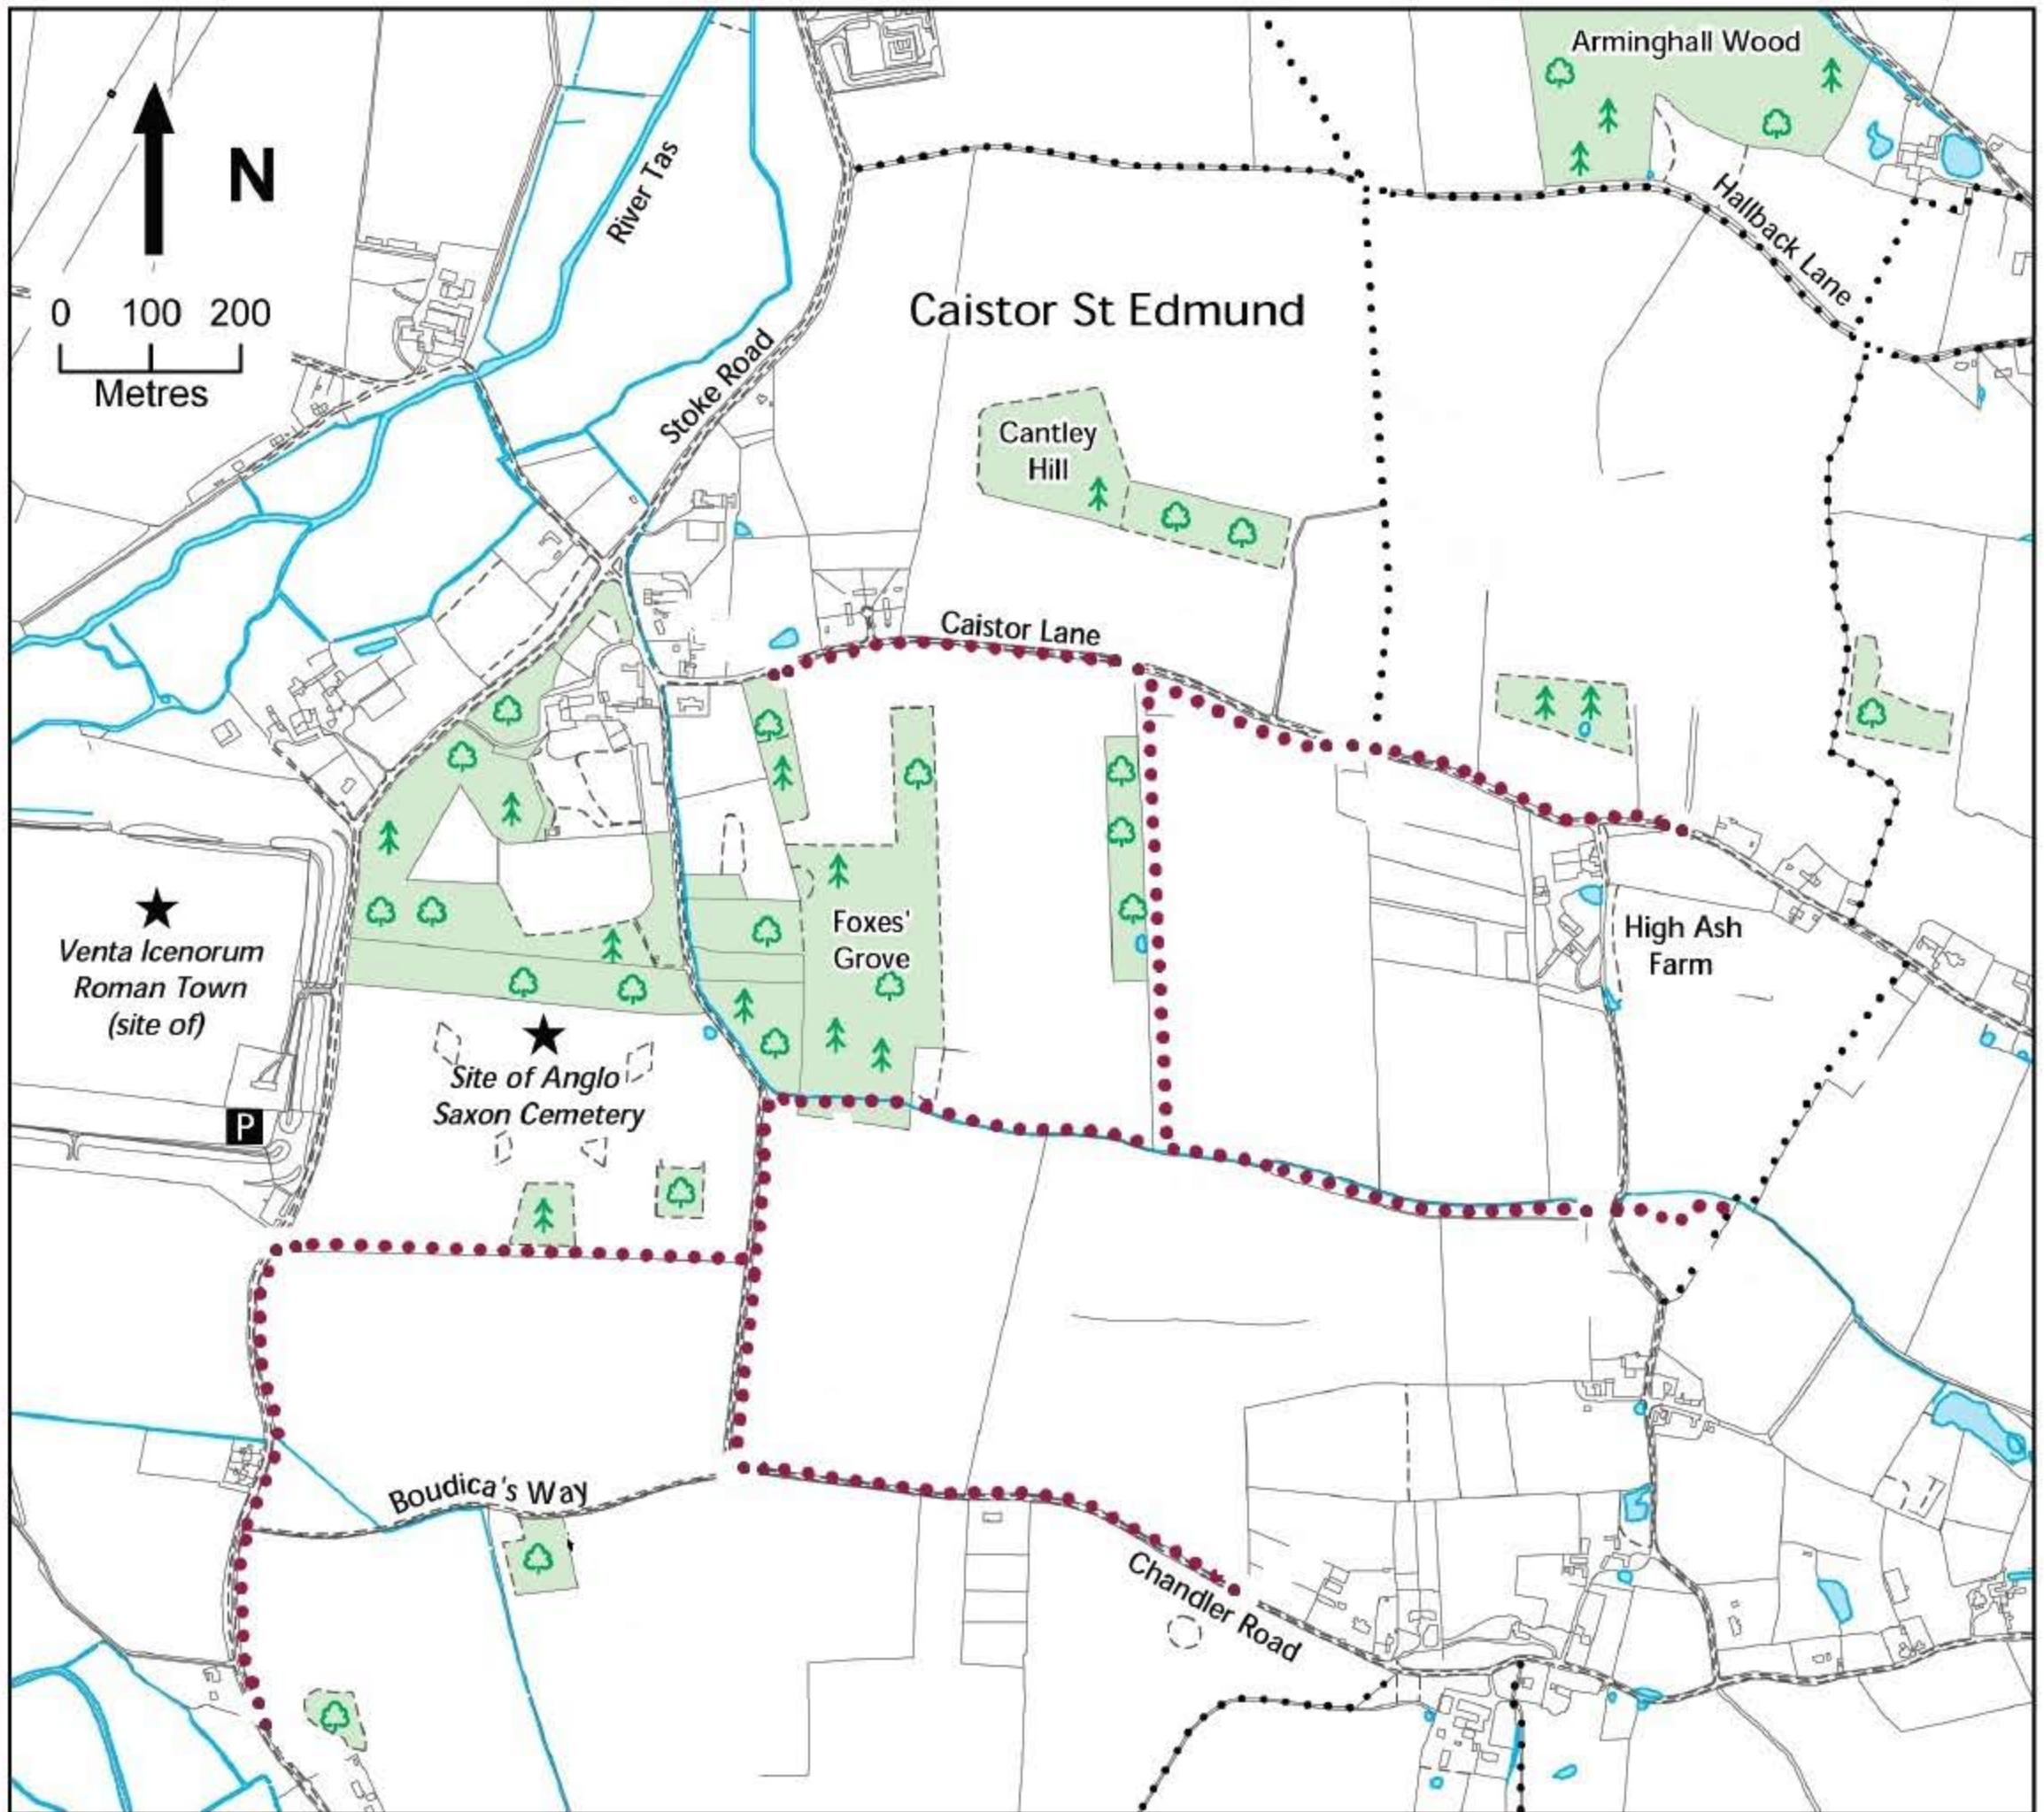 Arminghall Wood
N
River Tas
Hallback Lane
0 100 200
Metres
Caistor St Edmund
Stoke Road
Cantley
Hill
Caistor Lane
Foxes'
Grove
High Ash
Farm
Venta Icenorum
Roman Town
(site of)
Site of Anglo
Saxon Cemetery
P
Boudica's Way
Chandler Road